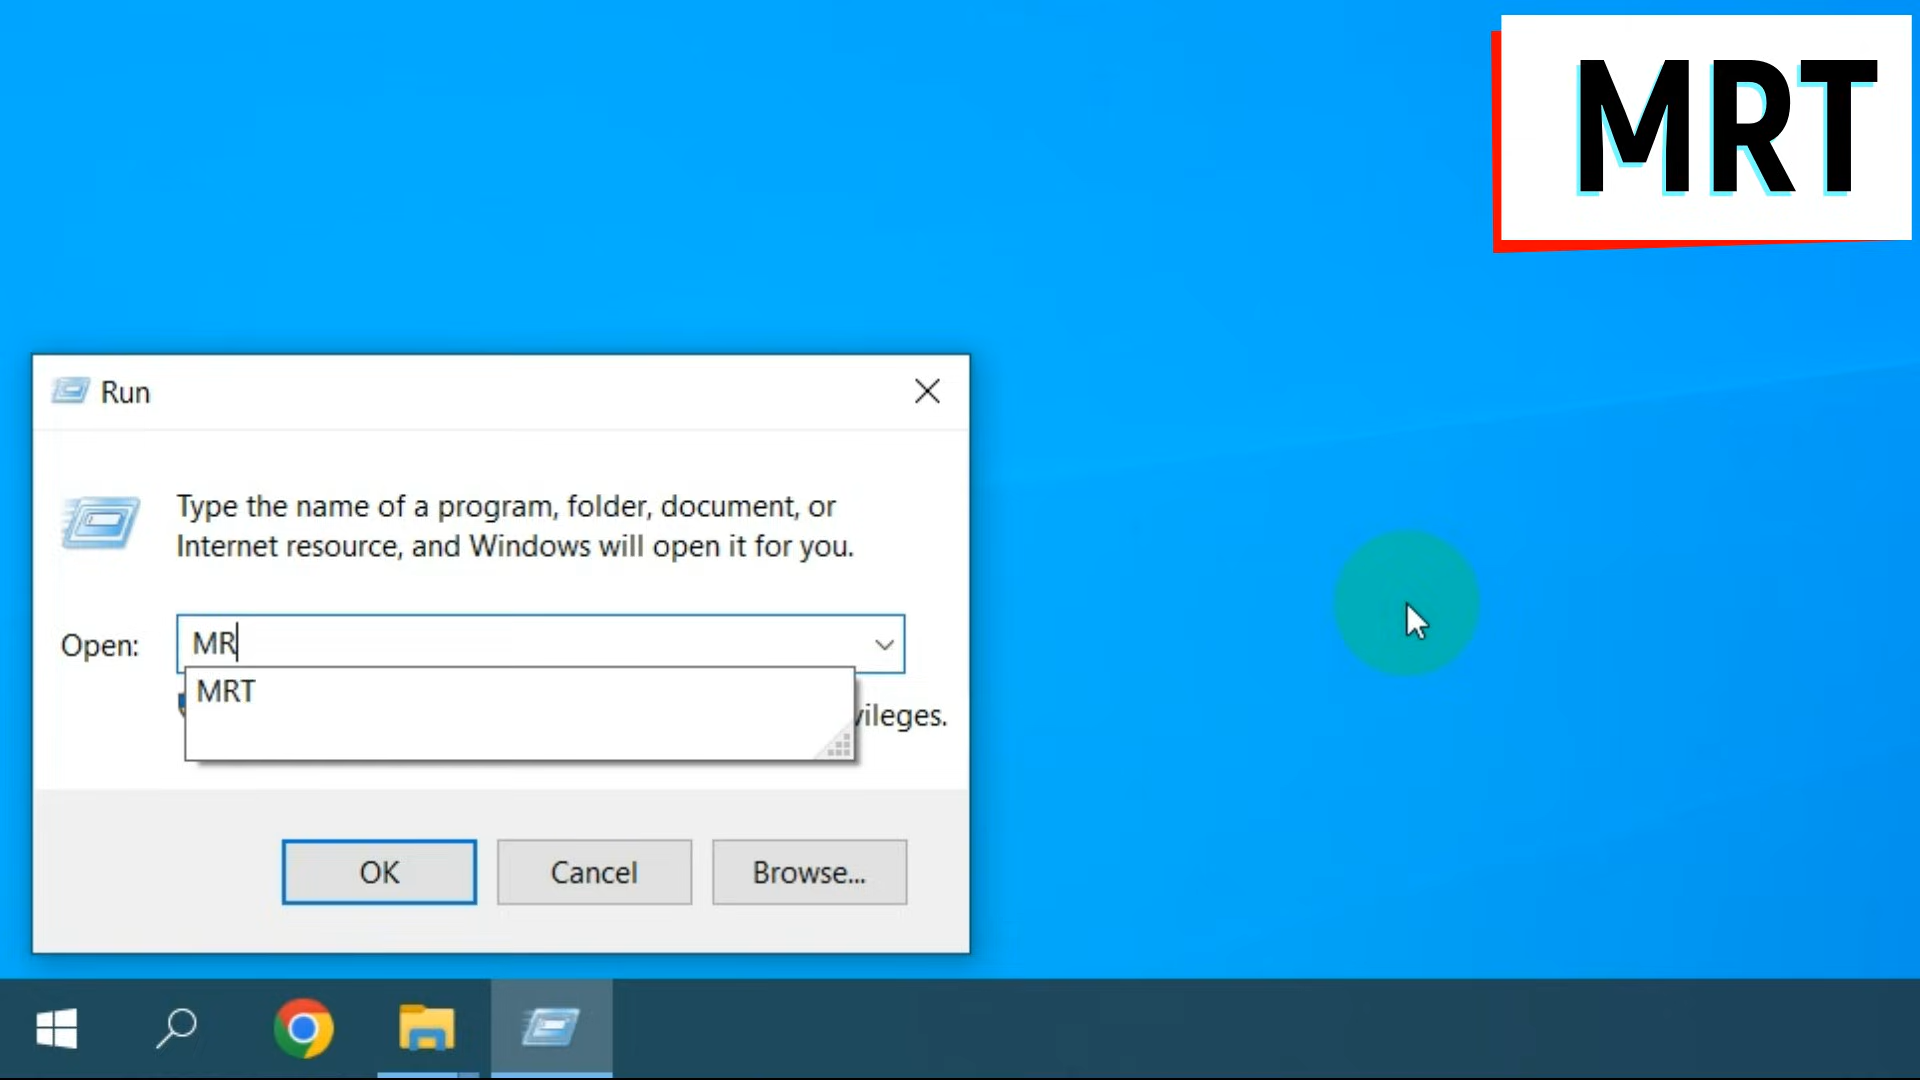 MRT
Run
Type the name of a program, folder, document, or
Internet resource, and Windows will open it for you.
Open:
MR
MRT
vileges.
OK
Cancel
Browse...